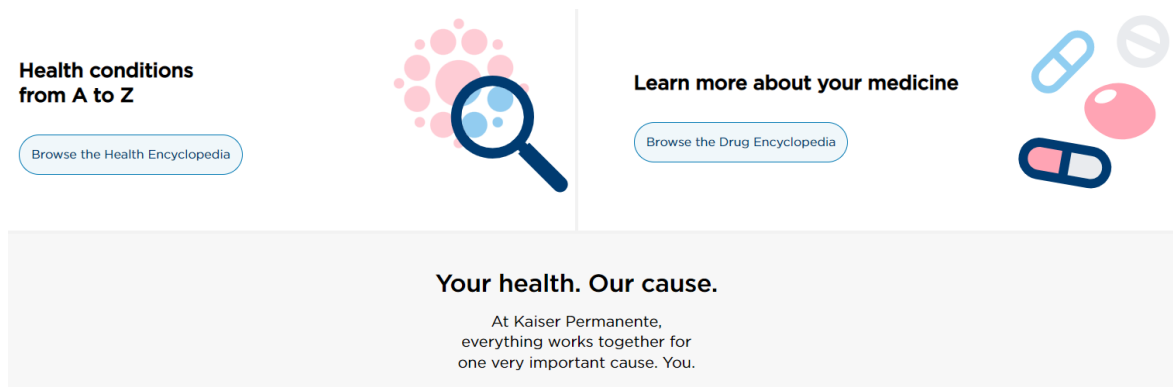 Health conditions
from A to Z
Browse the Health Encyclopedia
Learn more about your medicine
Browse the Drug Encyclopedia
Your health. Our cause.
At Kaiser Permanente,
everything works together for
one very important cause. You.